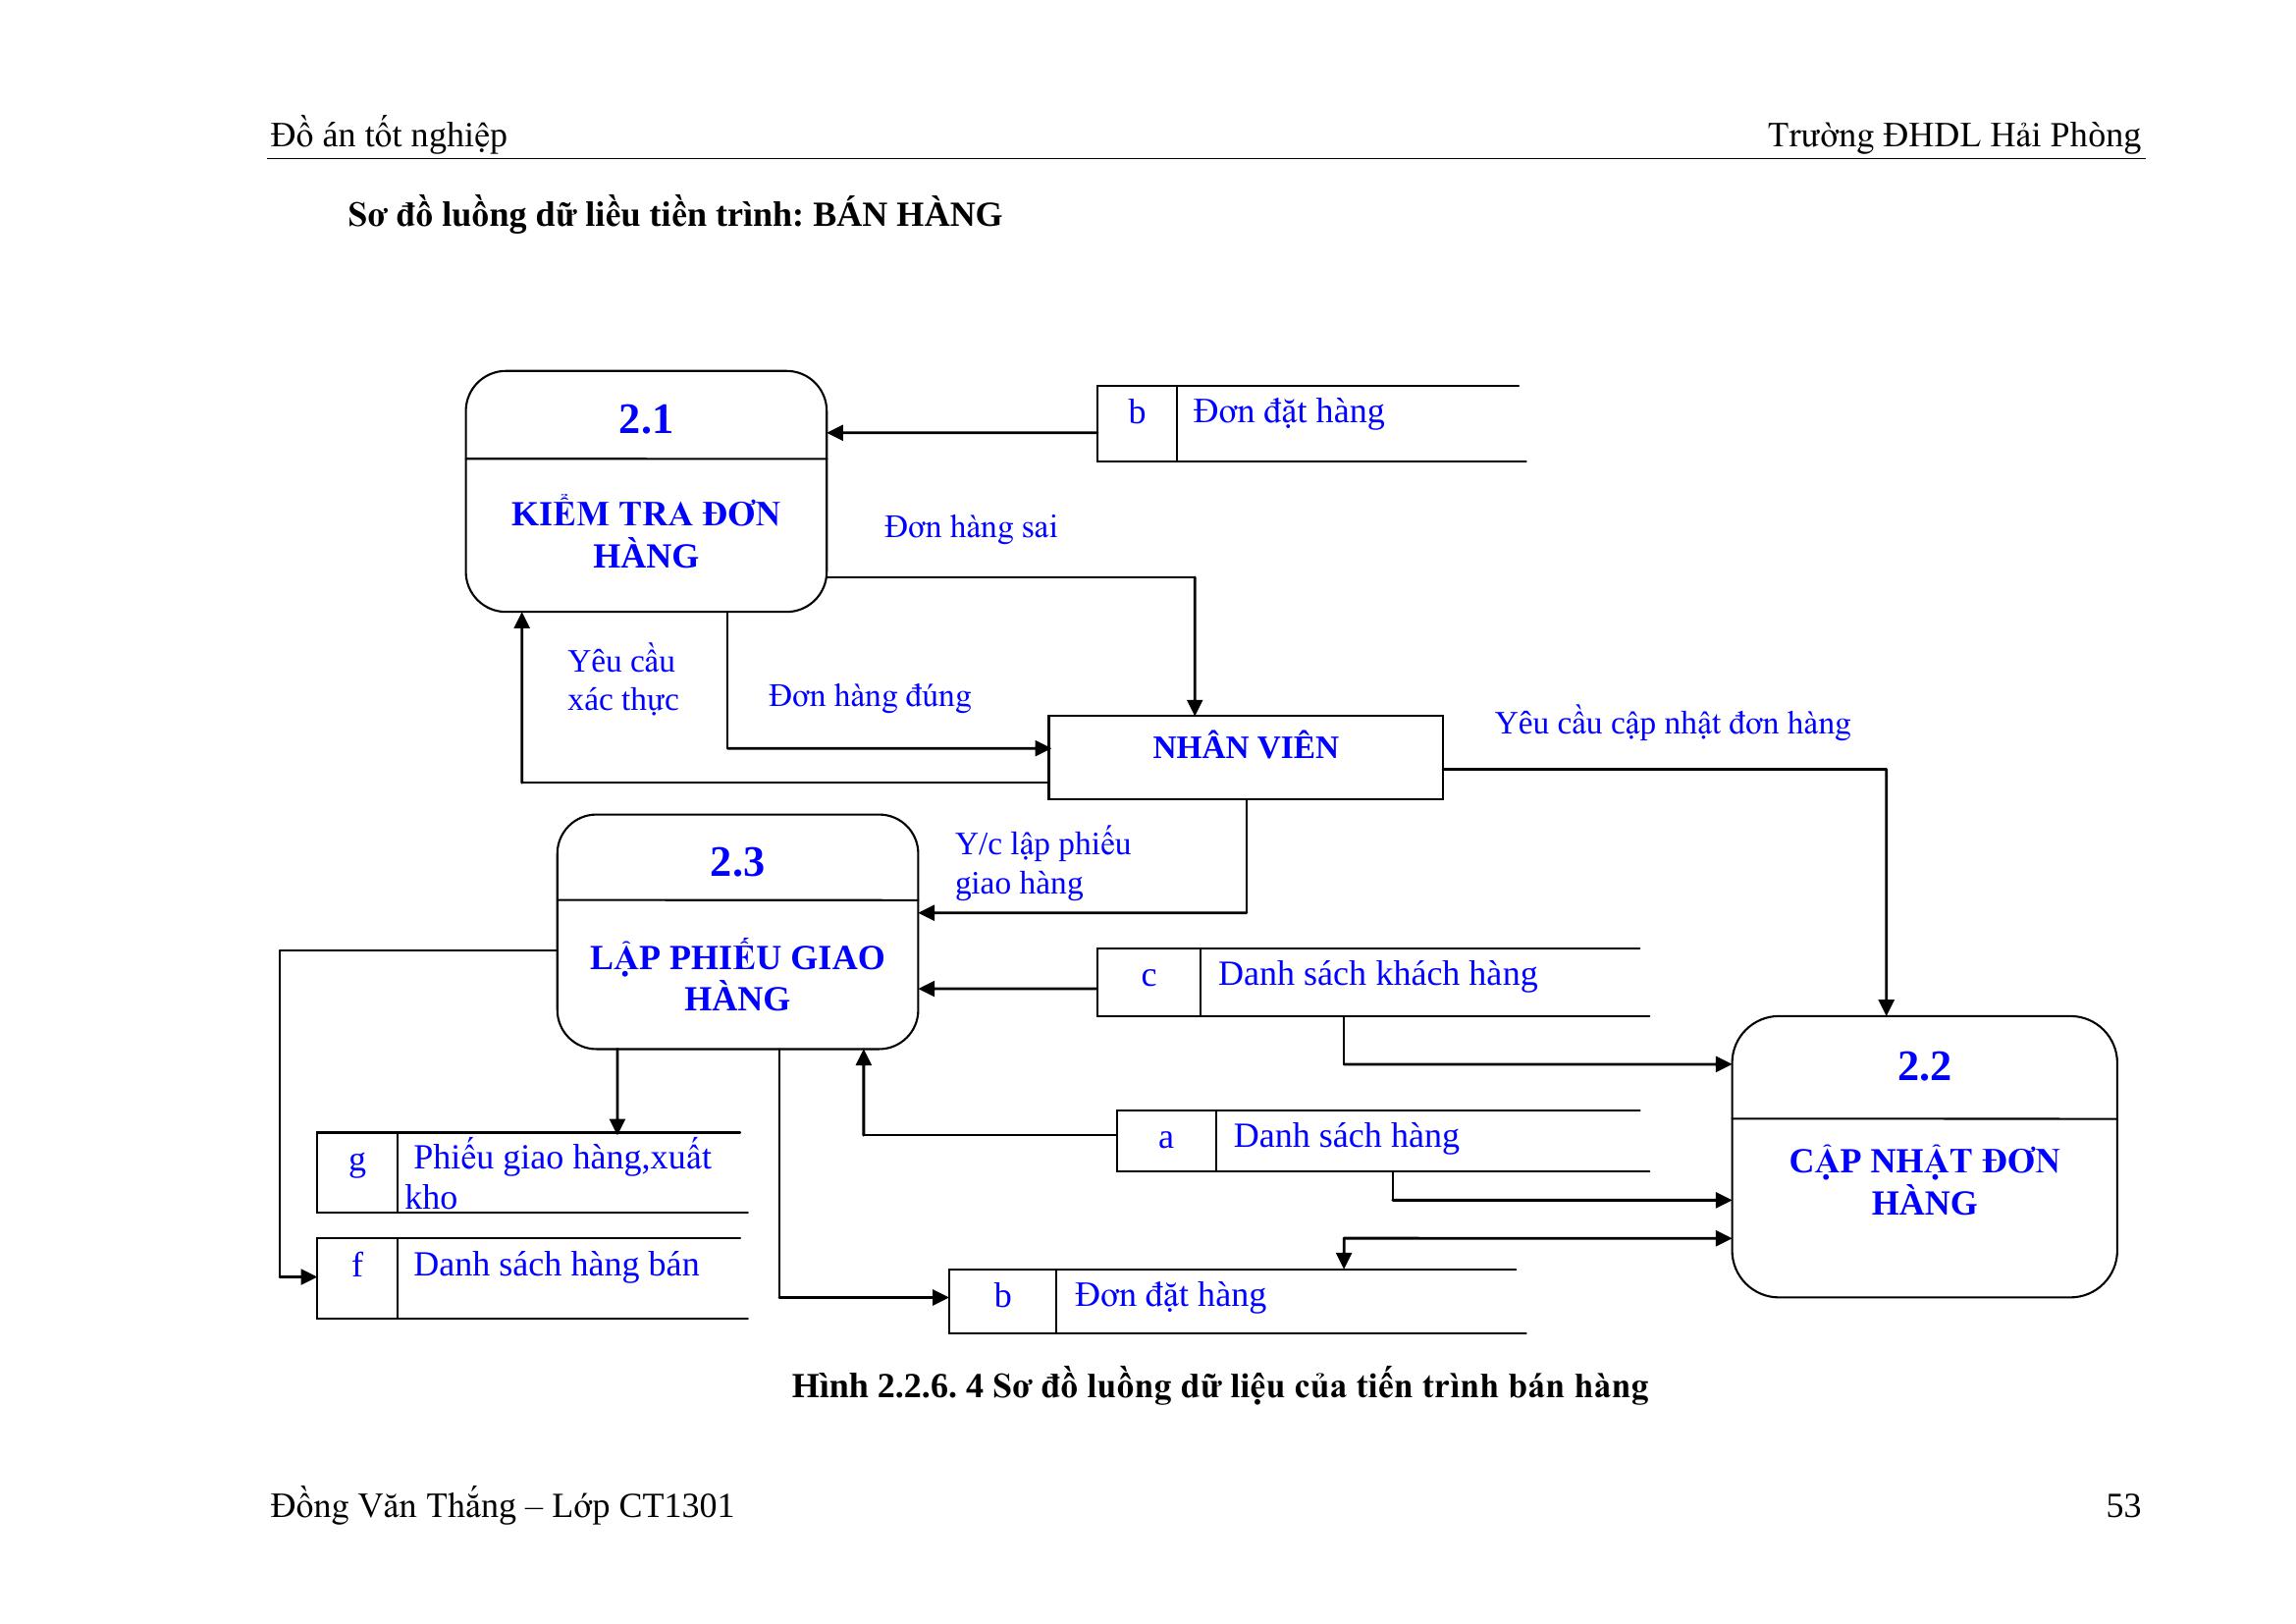 Đồ án tốt nghiệp
Trường ĐHDL Hải Phòng
Sơ đồ luồng dữ liều tiền trình: BÁN HÀNG
2.1
KIỂM TRA ĐƠN
HÀNG
b
Đơn đặt hàng
Đơn hàng sai
Yêu cầu
xác thực
Đơn hàng đúng
NHÂN VIÊN
Yêu cầu cập nhật đơn hàng
2.3
LẬP PHIẾU GIAO
HÀNG
Y/c lập phiếu
giao hàng
c
Danh sách khách hàng
2.2
CẬP NHẬT ĐƠN
HÀNG
a
Danh sách hàng
g
Phiếu giao hàng,xuất
kho
f
Danh sách hàng bán
b
Đơn đặt hàng
Hình 2.2.6. 4 Sơ đồ luồng dữ liệu của tiến trình bán hàng
Đồng Văn Thắng – Lớp CT1301
53